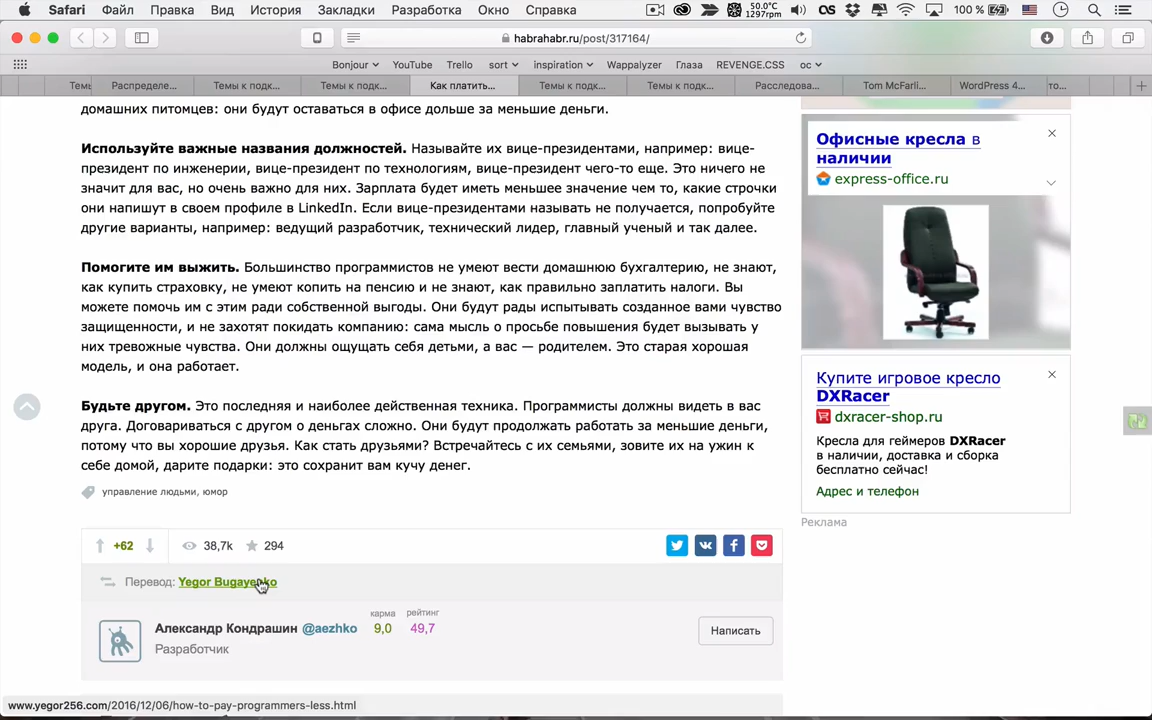 Safari Файл Правка Вид История Закладки Разработка Окно Справка
50.0°C
1297rpm
100 %
habrahabr.ru/post/317164/
Bonjour YouTube Trello sort inspiration Wappalyzer Глаза REVENGE.CSS ос
Темы Распределе... Темы к подк... Темы к подк... Как платить... Темы к подк... Темы к подк... Расследова... Tom McFarli... WordPress 4... то...
домашних питомцев: они будут оставаться в офисе дольше за меньшие деньги.
Используйте важные названия должностей. Называйте их вице-президентами, например: вице-
президент по инженерии, вице-президент по технологиям, вице-президент чего-то еще. Это ничего не
значит для вас, но очень важно для них. Зарплата будет иметь меньшее значение чем то, какие строчки
они напишут в своем профиле в LinkedIn. Если вице-президентами называть не получается, попробуйте
другие варианты, например: ведущий разработчик, технический лидер, главный ученый и так далее.
Помогите им выжить. Большинство программистов не умеют вести домашнюю бухгалтерию, не знают,
как купить страховку, не умеют копить на пенсию и не знают, как правильно заплатить налоги. Вы
можете помочь им с этим ради собственной выгоды. Они будут рады испытывать созданное вами чувство
защищенности, и не захотят покидать компанию: сама мысль о просьбе повышения будет вызывать у
них тревожные чувства. Они должны ощущать себя детьми, а вас — родителем. Это старая хорошая
модель, и она работает.
Будьте другом. Это последняя и наиболее действенная техника. Программисты должны видеть в вас
друга. Договариваться с другом о деньгах сложно. Они будут продолжать работать за меньшие деньги,
потому что вы хорошие друзья. Как стать друзьями? Встречайтесь с их семьями, зовите их на ужин к
себе домой, дарите подарки: это сохранит вам кучу денег.
управление людьми, юмор
+62 38,7k 294
Перевод: Yegor Bugayenko
карма рейтинг
Александр Кондрашин @aezhko 9,0 49,7
Разработчик
Написать
Офисные кресла в
наличии
express-office.ru
Купите игровое кресло
DXRacer
dxracer-shop.ru
Кресла для геймеров DXRacer
в наличии, доставка и сборка
бесплатно сейчас!
Адрес и телефон
Реклама
www.yegor256.com/2016/12/06/how-to-pay-programmers-less.html